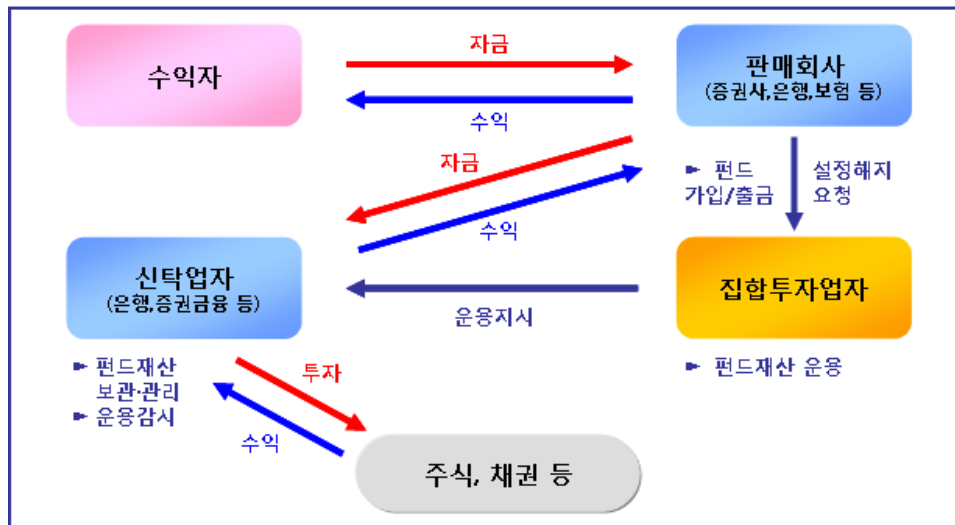 자금
수익자
판매회사
(증권사,은행,보험 등)
수익
자금
► 펀드
가입/출금
설정해지
요청
수익
신탁업자
(은행,증권금융 등)
집합투자업자
운용지시
► 펀드재산
보관·관리
► 운용감시
투자
► 펀드재산 운용
수익
주식, 채권 등